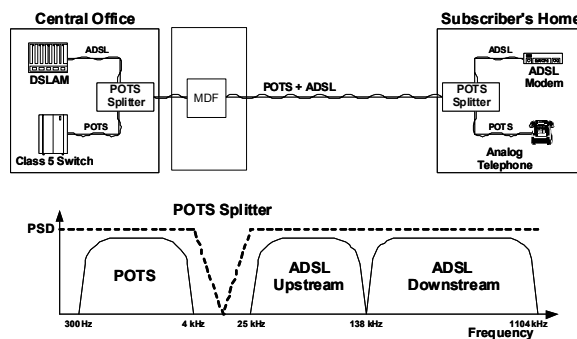 Central Office
Subscriber's Home
ADSL
DSLAM
POTS
Splitter
POTS
Class 5 Switch
MDF
POTS + ADSL
ADSL
ADSL
Modem
POTS
Splitter
POTS
Analog
Telephone
POTS Splitter
PSD
POTS
ADSL
Upstream
ADSL
Downstream
300 kHz
4 kHz
25 kHz
138 kHz
1104 kHz
Frequency